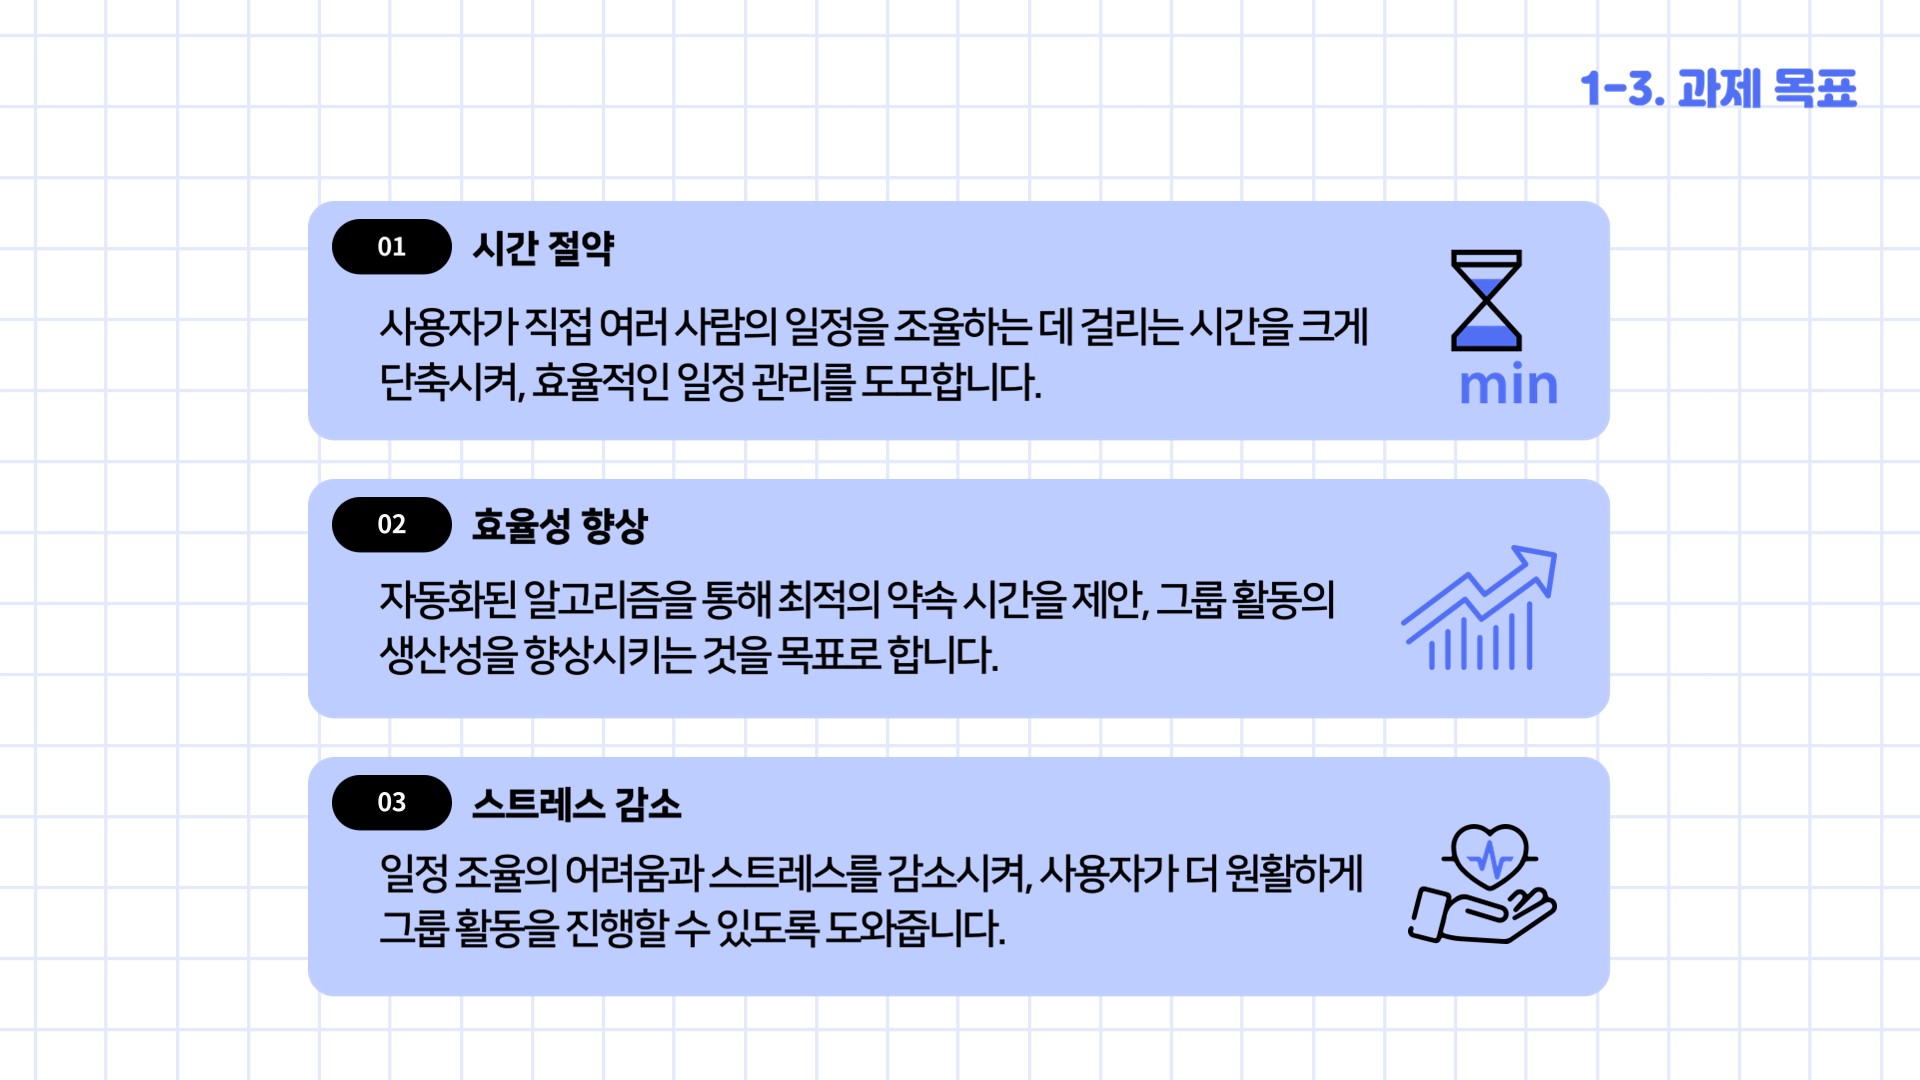 1-3. 과제 목표
01
시간 절약
사용자가 직접 여러 사람의 일정을 조율하는 데 걸리는 시간을 크게
단축시켜, 효율적인 일정 관리를 도모합니다.
min
02
효율성 향상
자동화된 알고리즘을 통해 최적의 약속 시간을 제안, 그룹 활동의
생산성을 향상시키는 것을 목표로 합니다.
03
스트레스 감소
일정 조율의 어려움과 스트레스를 감소시켜, 사용자가 더 원활하게
그룹 활동을 진행할 수 있도록 도와줍니다.